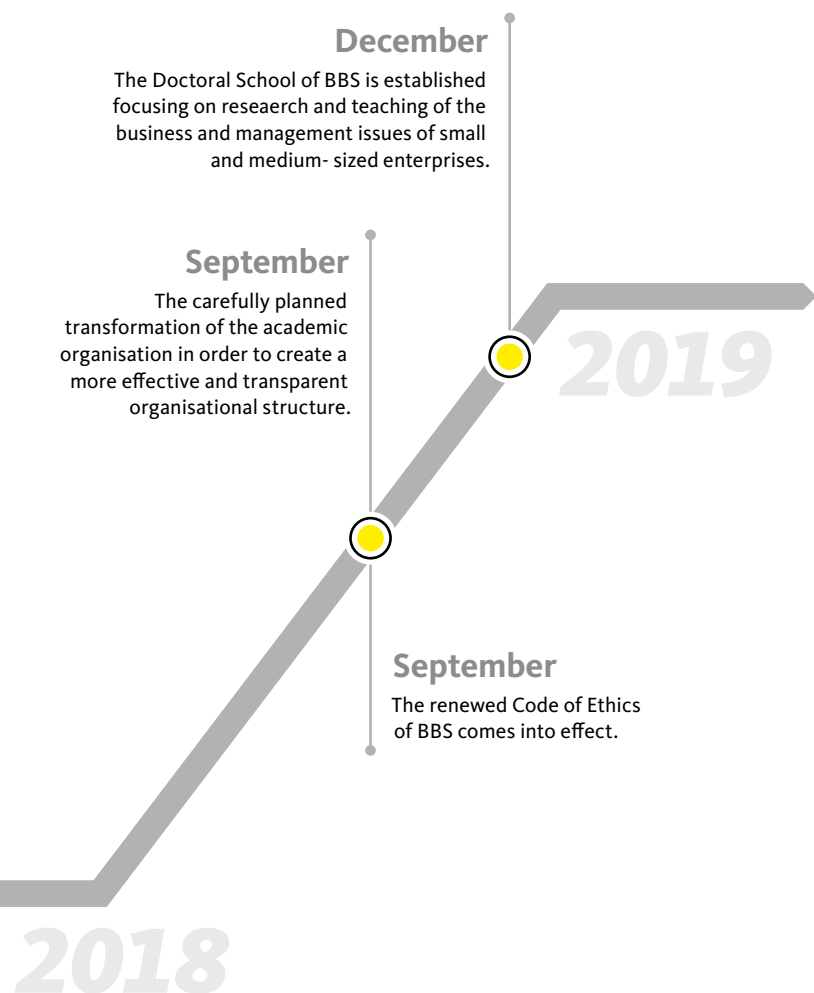 December
The Doctoral School of BBS is established
focusing on reseaerch and teaching of the
business and management issues of small
and medium- sized enterprises.
September
The carefully planned
transformation of the academic
organisation in order to create a
more effective and transparent
organisational structure.
2019
September
The renewed Code of Ethics
of BBS comes into effect.
2018